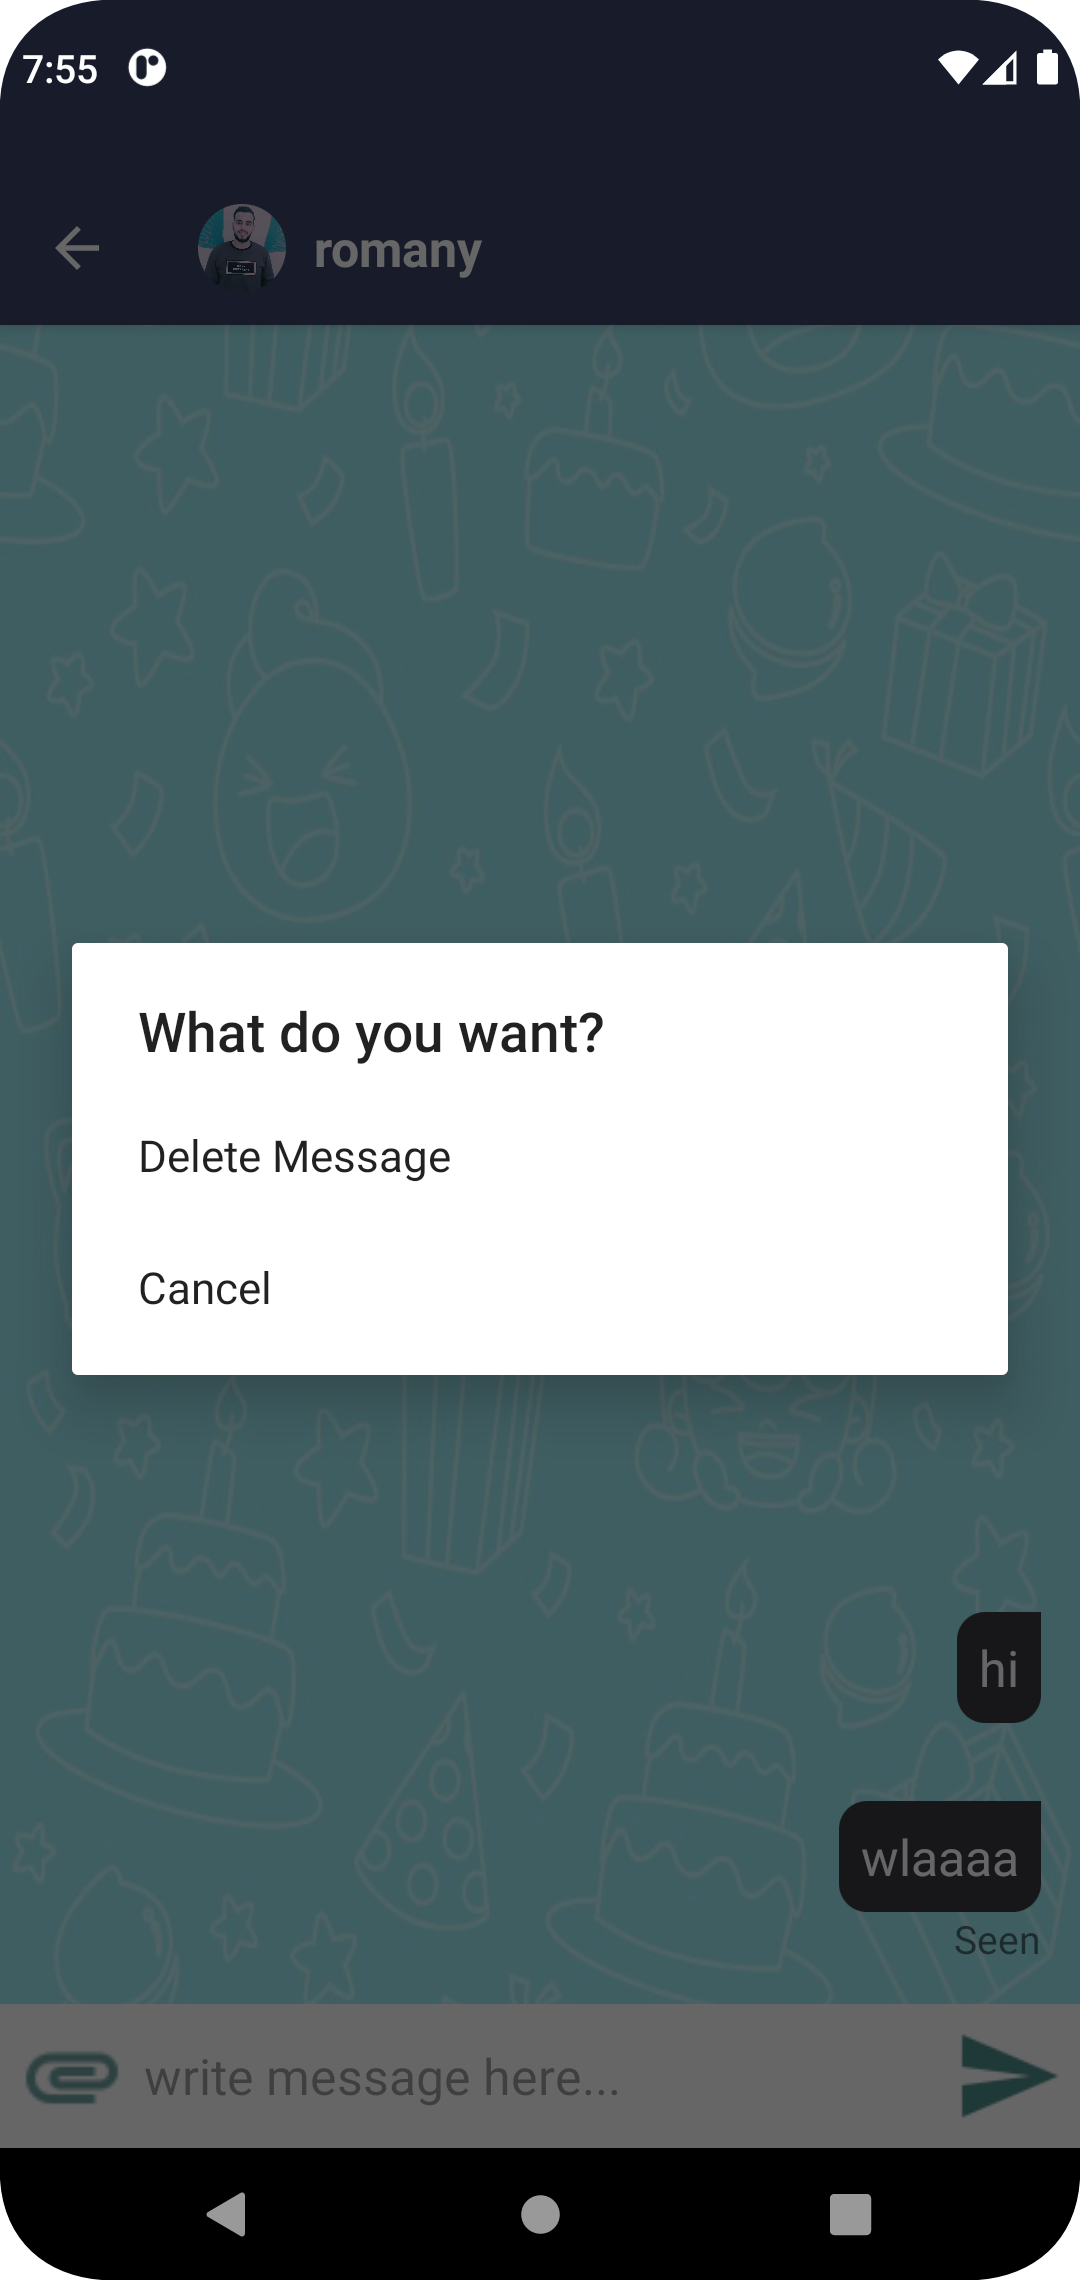 7:55
romany
What do you want?
Delete Message
Cancel
hi
wlaaaa
Seen
write message here...